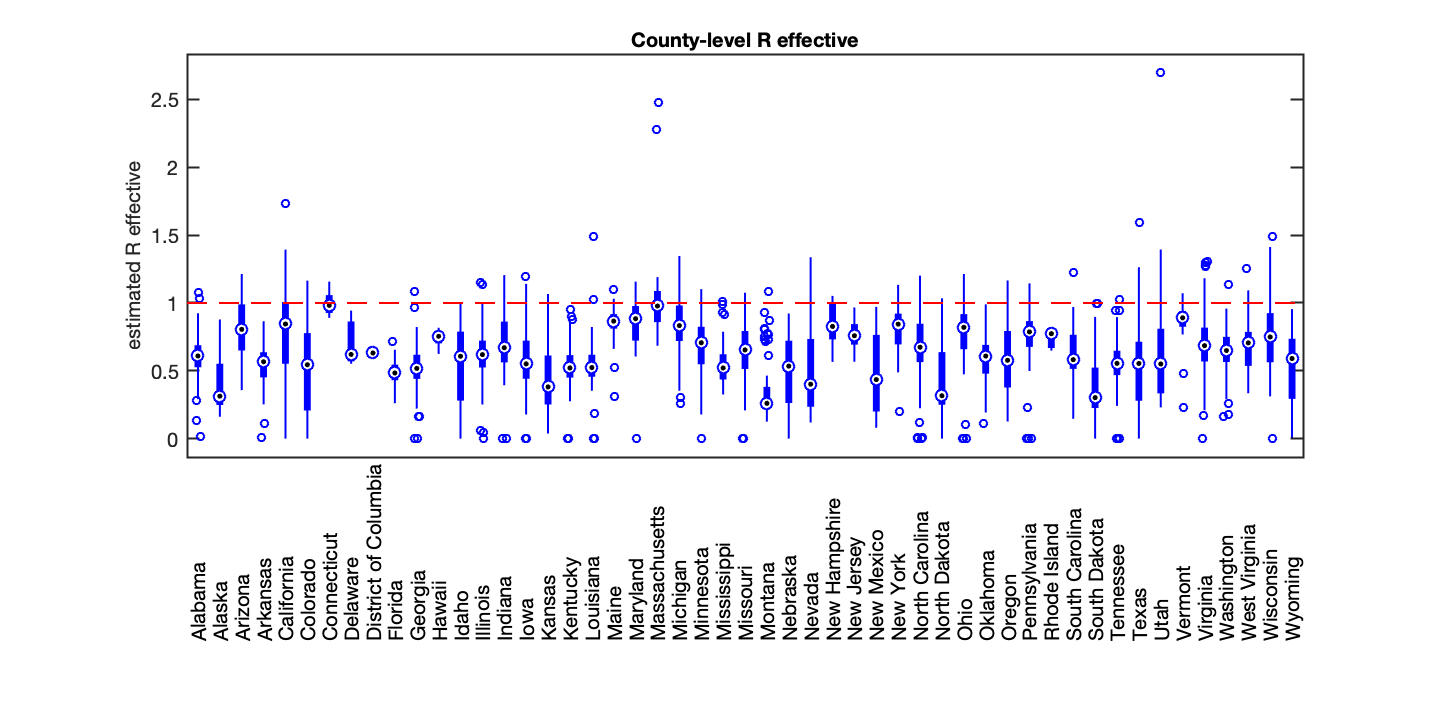 County-level R effective
estimated R effective
2.5
2
1.5
1
0.5
0
Alabama
Alaska
Arizona
Arkansas
California
Colorado
Connecticut
Delaware
District of Columbia
Florida
Georgia
Hawaii
Idaho
Illinois
Indiana
Iowa
Kansas
Kentucky
Louisiana
Maine
Maryland
Massachusetts
Michigan
Minnesota
Mississippi
Missouri
Montana
Nebraska
Nevada
New Hampshire
New Jersey
New Mexico
New York
North Carolina
North Dakota
Ohio
Oklahoma
Oregon
Pennsylvania
Rhode Island
South Carolina
South Dakota
Tennessee
Texas
Utah
Vermont
Virginia
Washington
West Virginia
Wisconsin
Wyoming